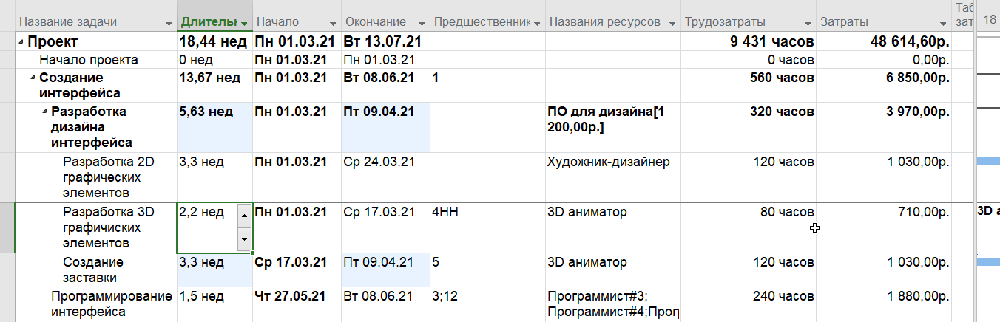 Название задачи Длительн Начало Окончание Предшественник Названия ресурсов Трудозатраты Затраты Таб зат 18
Проект 18,44 нед Пн 01.03.21 Вт 13.07.21 9 431 часов 48 614,60р.
Начало проекта 0 нед Пн 01.03.21 Пн 01.03.21 0 часов 0,00р.
Создание 13,67 нед Пн 01.03.21 Вт 08.06.21 1 560 часов 6 850,00р.
интерфейса
Разработка 5,63 нед Пн 01.03.21 Пт 09.04.21 ПО для дизайна[1 320 часов 3 970,00р.
дизайна 200,00р.]
интерфейса
Разработка 2D 3,3 нед Пн 01.03.21 Ср 24.03.21 Художник-дизайнер 120 часов 1 030,00р.
графических
элементов
Разработка 3D 2,2 нед Пн 01.03.21 Ср 17.03.21 4НН 3D аниматор 80 часов 710,00р. 3D а
графичиских
элементов
Создание 3,3 нед Ср 17.03.21 Пт 09.04.21 5 3D аниматор 120 часов 1 030,00р.
заставки
Программирование 1,5 нед Чт 27.05.21 Вт 08.06.21 3;12 Программист#3; 240 часов 1 880,00р.
интерфейса Программист#4;Прог